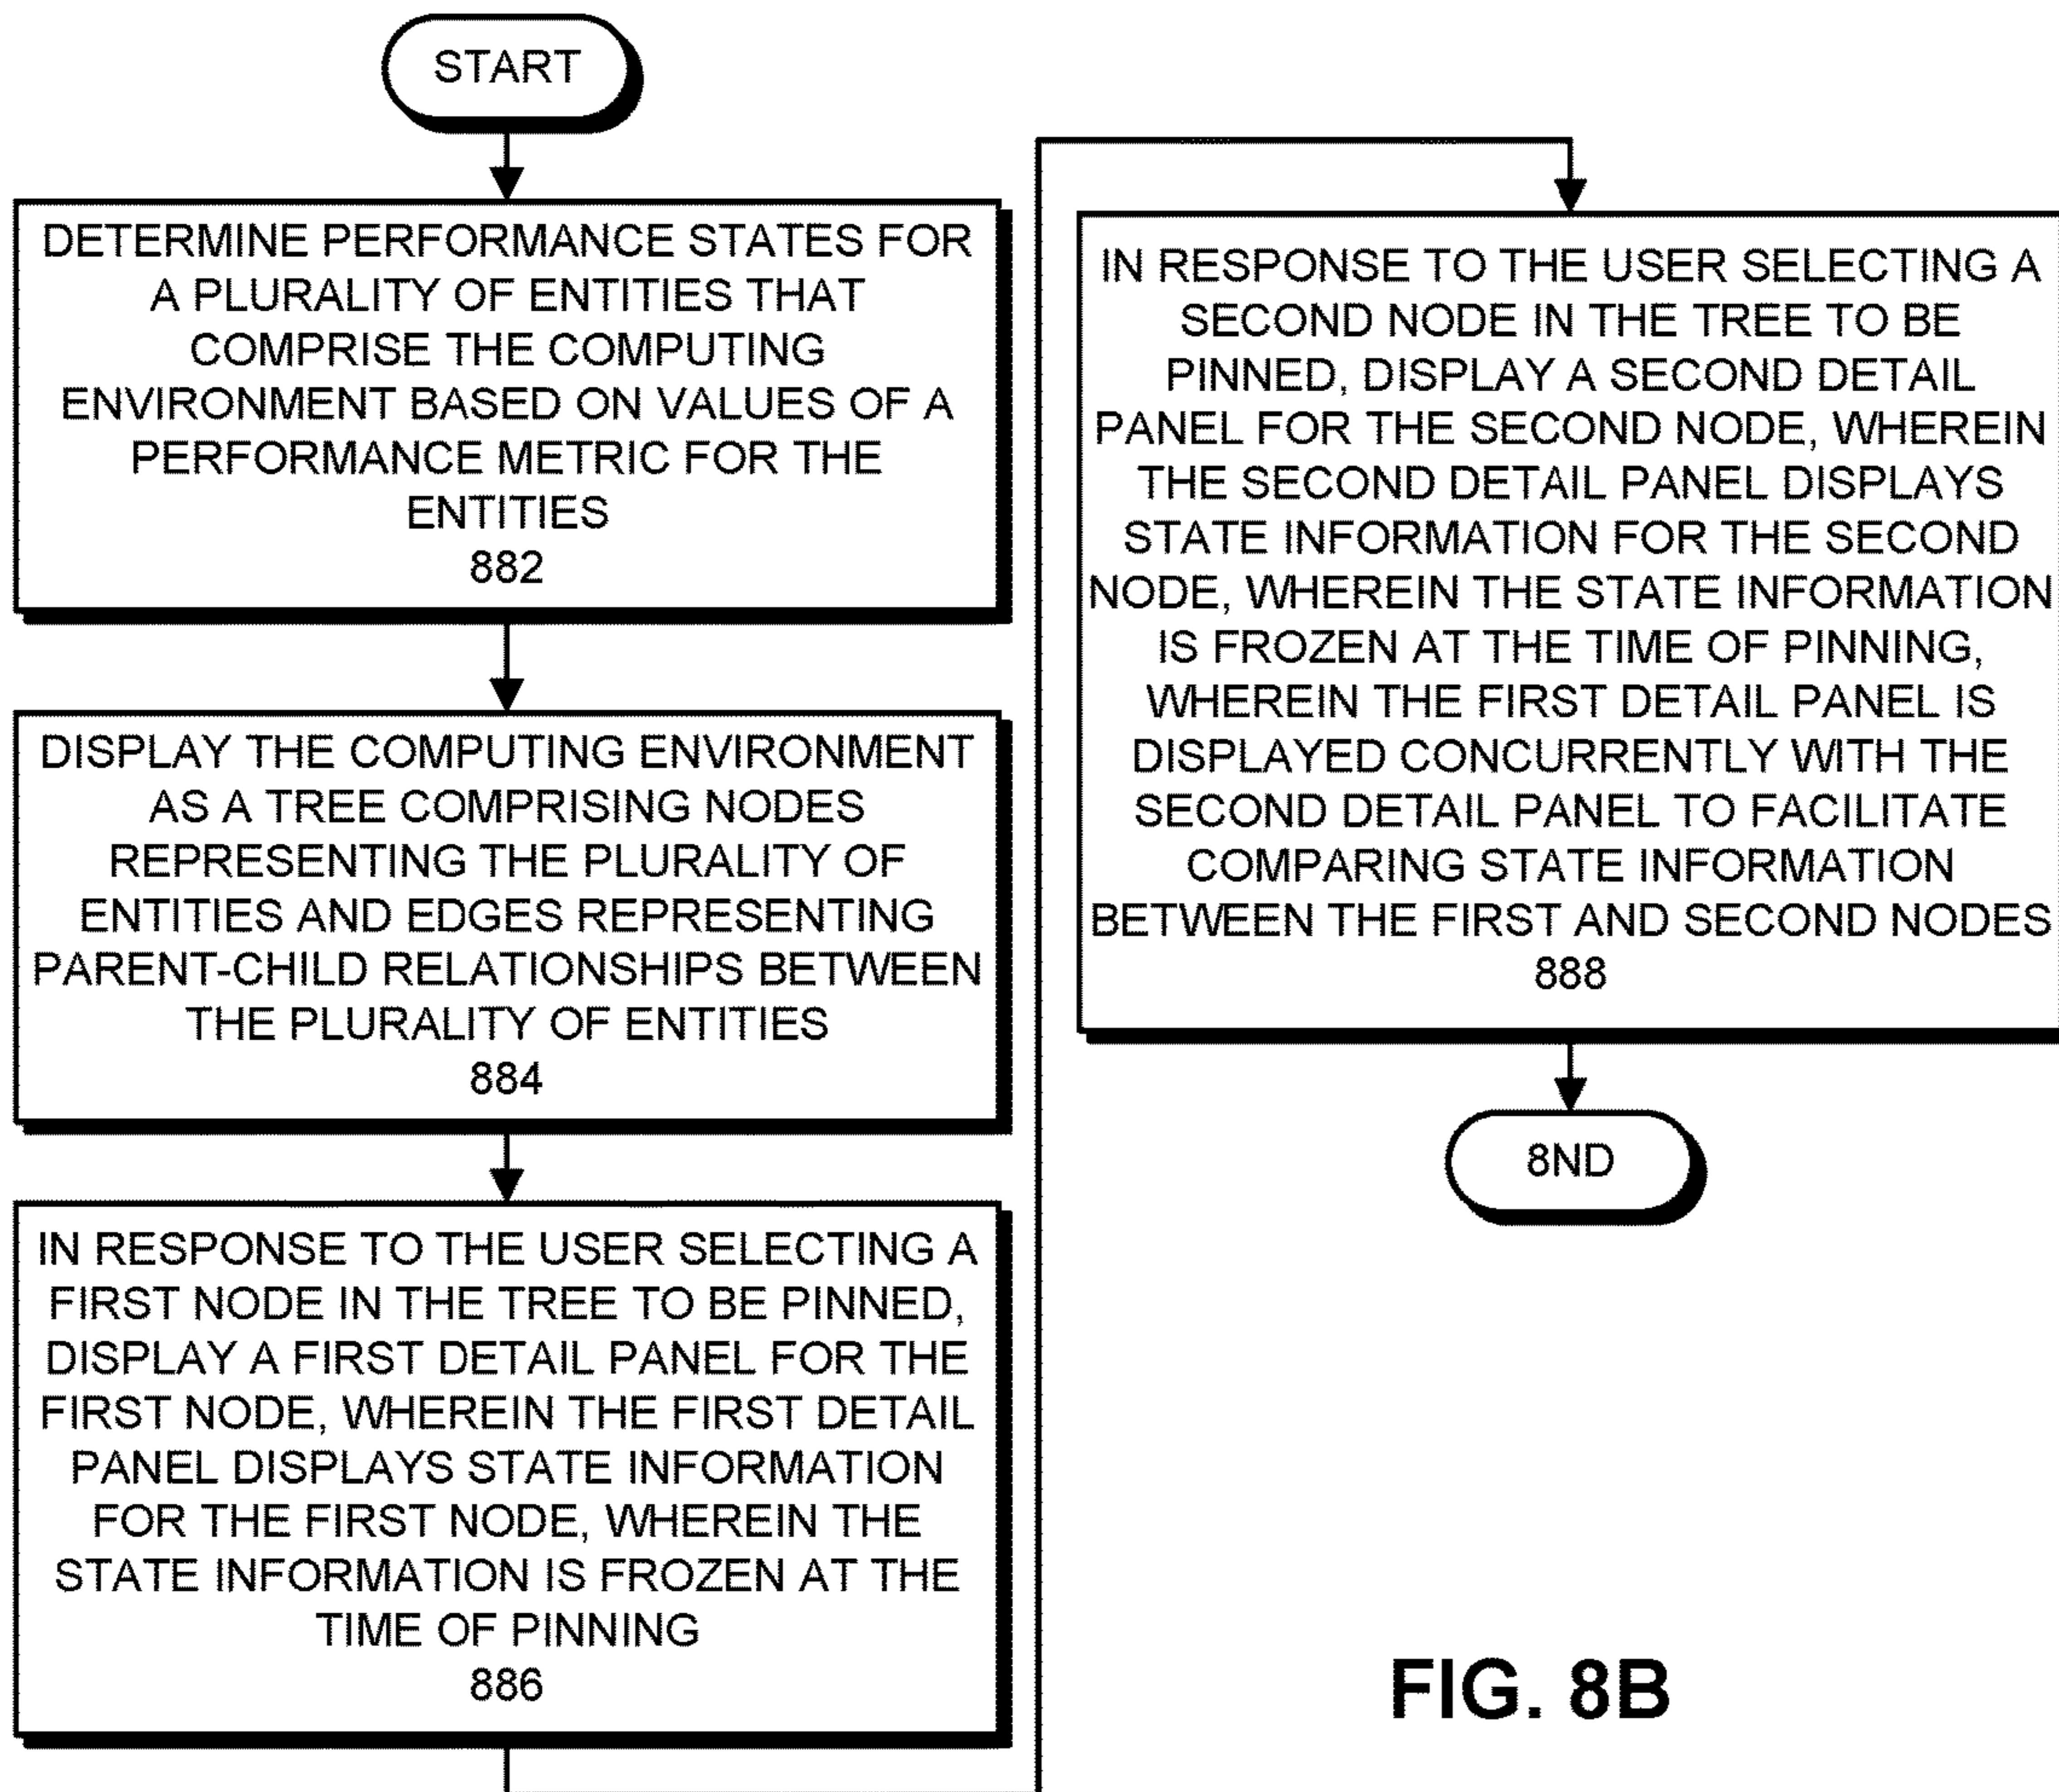 START
DETERMINE PERFORMANCE STATES FOR
A PLURALITY OF ENTITIES THAT
COMPRISE THE COMPUTING
ENVIRONMENT BASED ON VALUES OF A
PERFORMANCE METRIC FOR THE
ENTITIES
882
DISPLAY THE COMPUTING ENVIRONMENT
AS A TREE COMPRISING NODES
REPRESENTING THE PLURALITY OF
ENTITIES AND EDGES REPRESENTING
PARENT-CHILD RELATIONSHIPS BETWEEN
THE PLURALITY OF ENTITIES
884
IN RESPONSE TO THE USER SELECTING A
FIRST NODE IN THE TREE TO BE PINNED,
DISPLAY A FIRST DETAIL PANEL FOR THE
FIRST NODE, WHEREIN THE FIRST DETAIL
PANEL DISPLAYS STATE INFORMATION
FOR THE FIRST NODE, WHEREIN THE
STATE INFORMATION IS FROZEN AT THE
TIME OF PINNING
886
IN RESPONSE TO THE USER SELECTING A
SECOND NODE IN THE TREE TO BE
PINNED, DISPLAY A SECOND DETAIL
PANEL FOR THE SECOND NODE, WHEREIN
THE SECOND DETAIL PANEL DISPLAYS
STATE INFORMATION FOR THE SECOND
NODE, WHEREIN THE STATE INFORMATION
IS FROZEN AT THE TIME OF PINNING,
WHEREIN THE FIRST DETAIL PANEL IS
DISPLAYED CONCURRENTLY WITH THE
SECOND DETAIL PANEL TO FACILITATE
COMPARING STATE INFORMATION
BETWEEN THE FIRST AND SECOND NODES
888
8ND
FIG. 8B